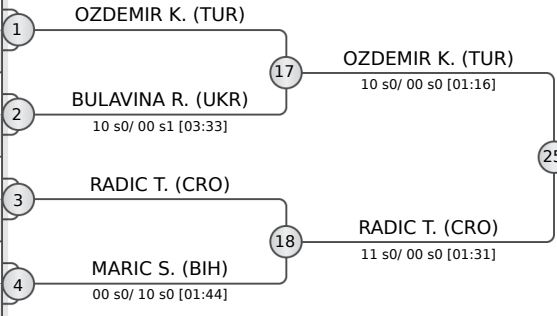 OZDEMIR K. (TUR)
1
17
OZDEMIR K. (TUR)
10 s0/ 00 s0 [01:16]
BULAVINA R. (UKR)
2
10 s0/ 00 s1 [03:33]
25
RADIC T. (CRO)
3
18
RADIC T. (CRO)
11 s0/ 00 s0 [01:31]
MARIC S. (BIH)
4
00 s0/ 10 s0 [01:44]